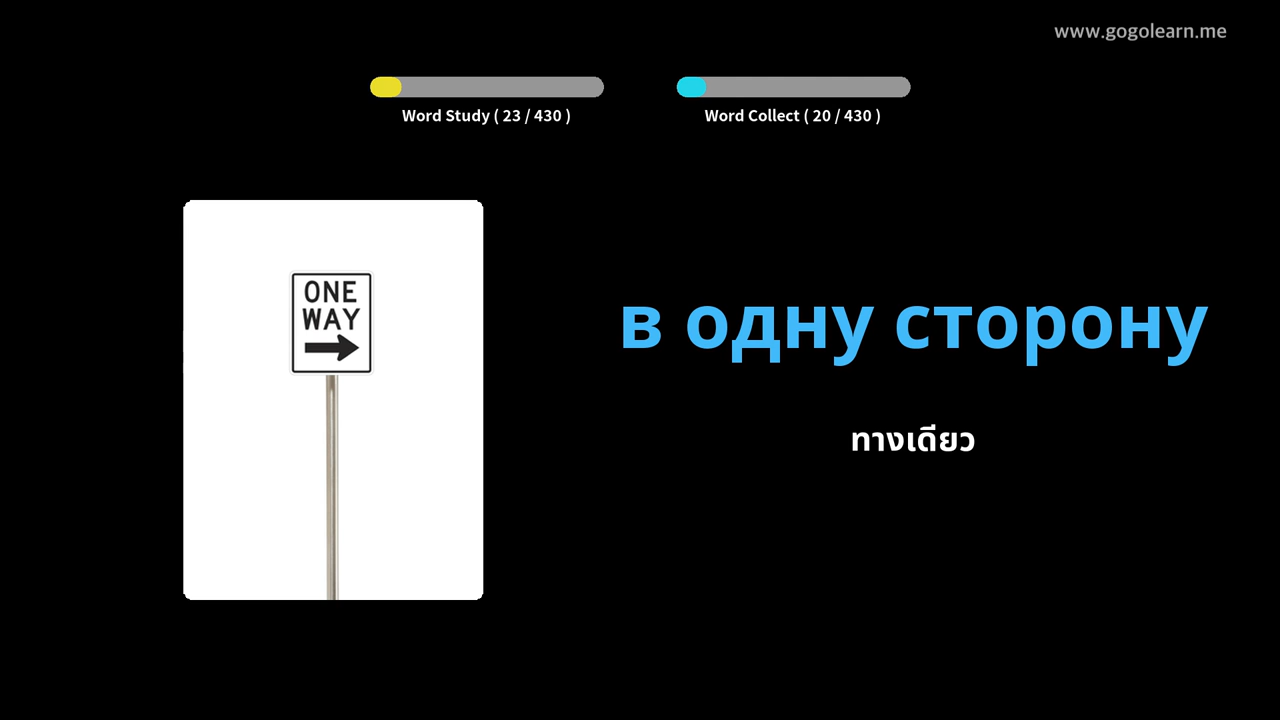 www.gogolearn.me
Word Study ( 23 / 430 )
Word Collect ( 20 / 430 )
ONE
WAY
в одну сторону
ทางเดียว